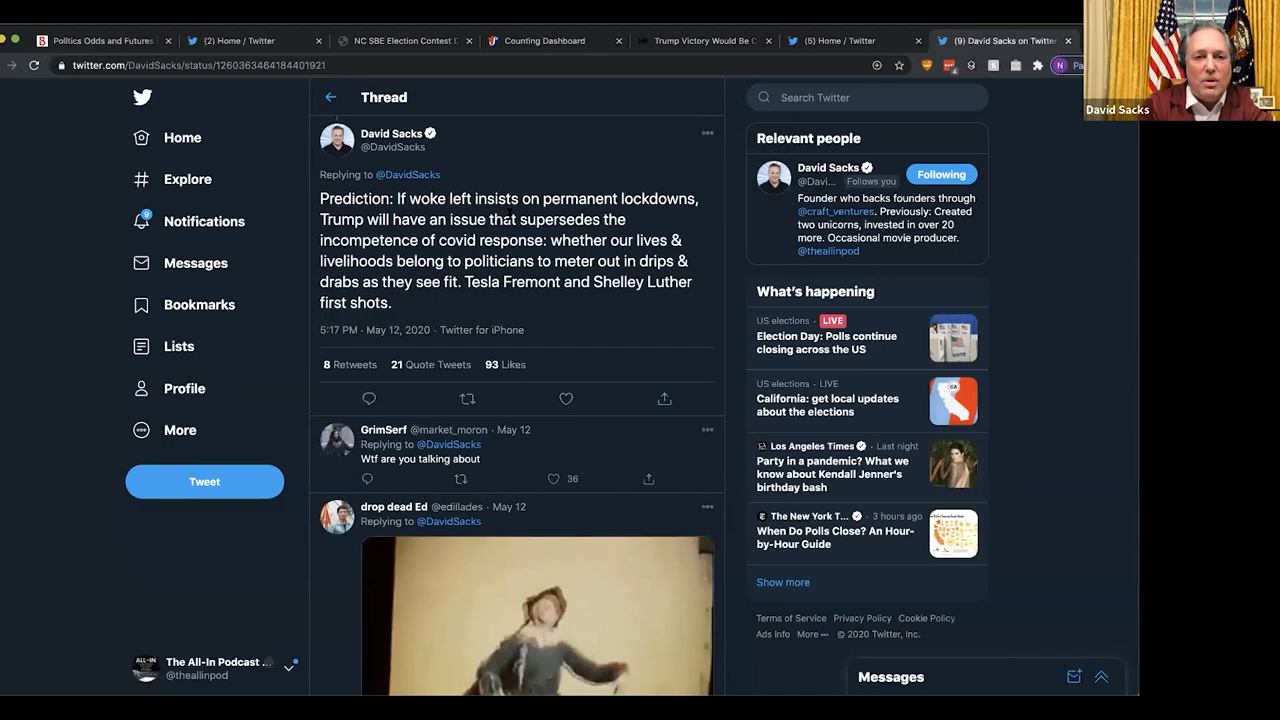 Politics Odds and Futures
(2) Home / Twitter
NC SBE Election Contest D
Counting Dashboard
Trump Victory Would Be C
(5) Home / Twitter
(9) David Sacks on Twitter
twitter.com/DavidSacks/status/1260363464184401921
4
N
Pa
David Sacks
Home
Explore
9
Notifications
Messages
Bookmarks
Lists
Profile
More
Tweet
ALL-IN
The All-In Podcast ...
@theallinpod
Thread
David Sacks
@DavidSacks
Replying to @DavidSacks
Prediction: If woke left insists on permanent lockdowns,
Trump will have an issue that supersedes the
incompetence of covid response: whether our lives &
livelihoods belong to politicians to meter out in drips &
drabs as they see fit. Tesla Fremont and Shelley Luther
first shots.
5:17 PM · May 12, 2020 · Twitter for iPhone
8 Retweets 21 Quote Tweets 93 Likes
GrimSerf @market_moron · May 12
Replying to @DavidSacks
Wtf are you talking about
36
drop dead Ed @edillades · May 12
Replying to @DavidSacks
Search Twitter
Relevant people
David Sacks
@Davi... Follows you
Following
Founder who backs founders through
@craft_ventures. Previously: Created
two unicorns, invested in over 20
more. Occasional movie producer.
@theallinpod
What's happening
US elections · LIVE
Election Day: Polls continue
closing across the US
VOTE
US elections · LIVE
California: get local updates
about the elections
CA
Los Angeles Times · Last night
Party in a pandemic? What we
know about Kendall Jenner's
birthday bash
The New York T... · 3 hours ago
When Do Polls Close? An Hour-
by-Hour Guide
Show more
Terms of Service Privacy Policy Cookie Policy
Ads info More ··· © 2020 Twitter, Inc.
Messages